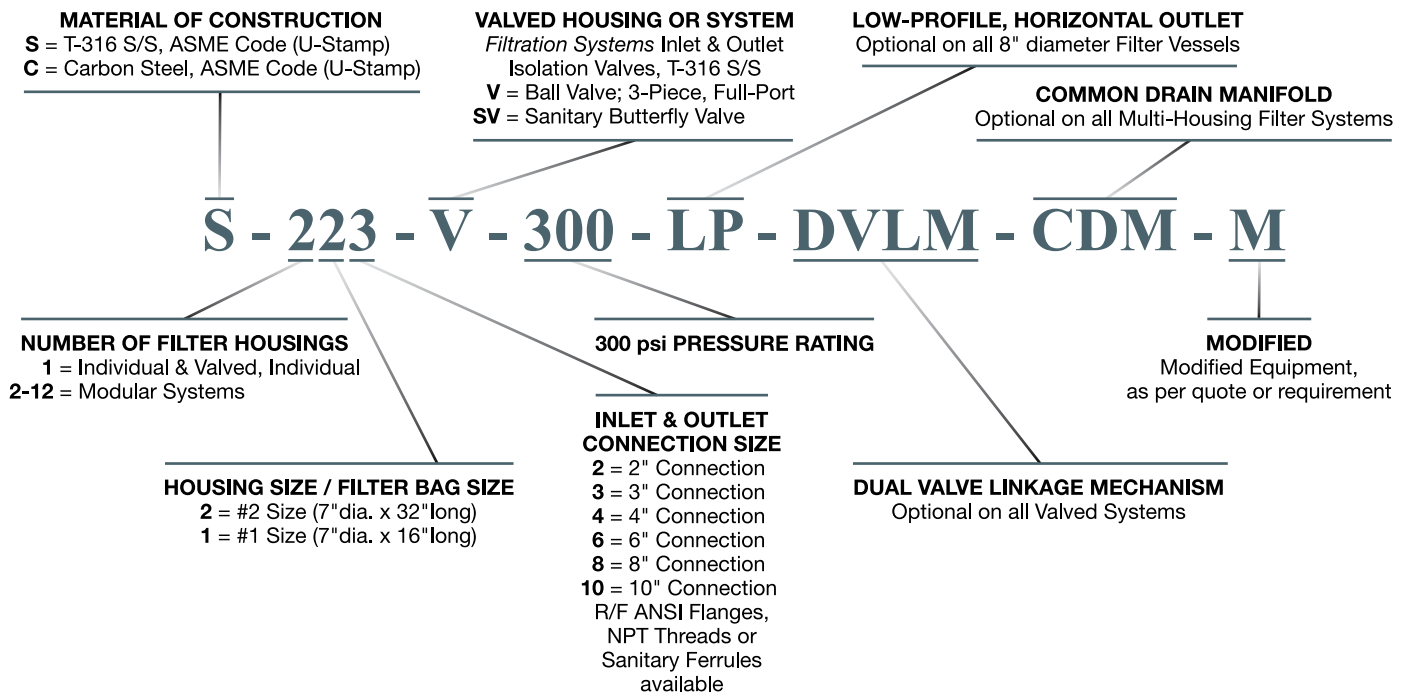 MATERIAL OF CONSTRUCTION
S = T-316 S/S, ASME Code (U-Stamp)
C = Carbon Steel, ASME Code (U-Stamp)
VALVED HOUSING OR SYSTEM
Filtration Systems Inlet & Outlet
Isolation Valves, T-316 S/S
V = Ball Valve; 3-Piece, Full-Port
SV = Sanitary Butterfly Valve
LOW-PROFILE, HORIZONTAL OUTLET
Optional on all 8" diameter Filter Vessels
COMMON DRAIN MANIFOLD
Optional on all Multi-Housing Filter Systems
S - 223 - V - 300 - LP - DVLM - CDM - M
NUMBER OF FILTER HOUSINGS
1 = Individual & Valved, Individual
2-12 = Modular Systems
HOUSING SIZE / FILTER BAG SIZE
2 = #2 Size (7"dia. x 32"long)
1 = #1 Size (7"dia. x 16"long)
INLET & OUTLET
CONNECTION SIZE
2 = 2" Connection
3 = 3" Connection
4 = 4" Connection
6 = 6" Connection
8 = 8" Connection
10 = 10" Connection
R/F ANSI Flanges,
NPT Threads or
Sanitary Ferrules
available
300 psi PRESSURE RATING
DUAL VALVE LINKAGE MECHANISM
Optional on all Valved Systems
MODIFIED
Modified Equipment,
as per quote or requirement